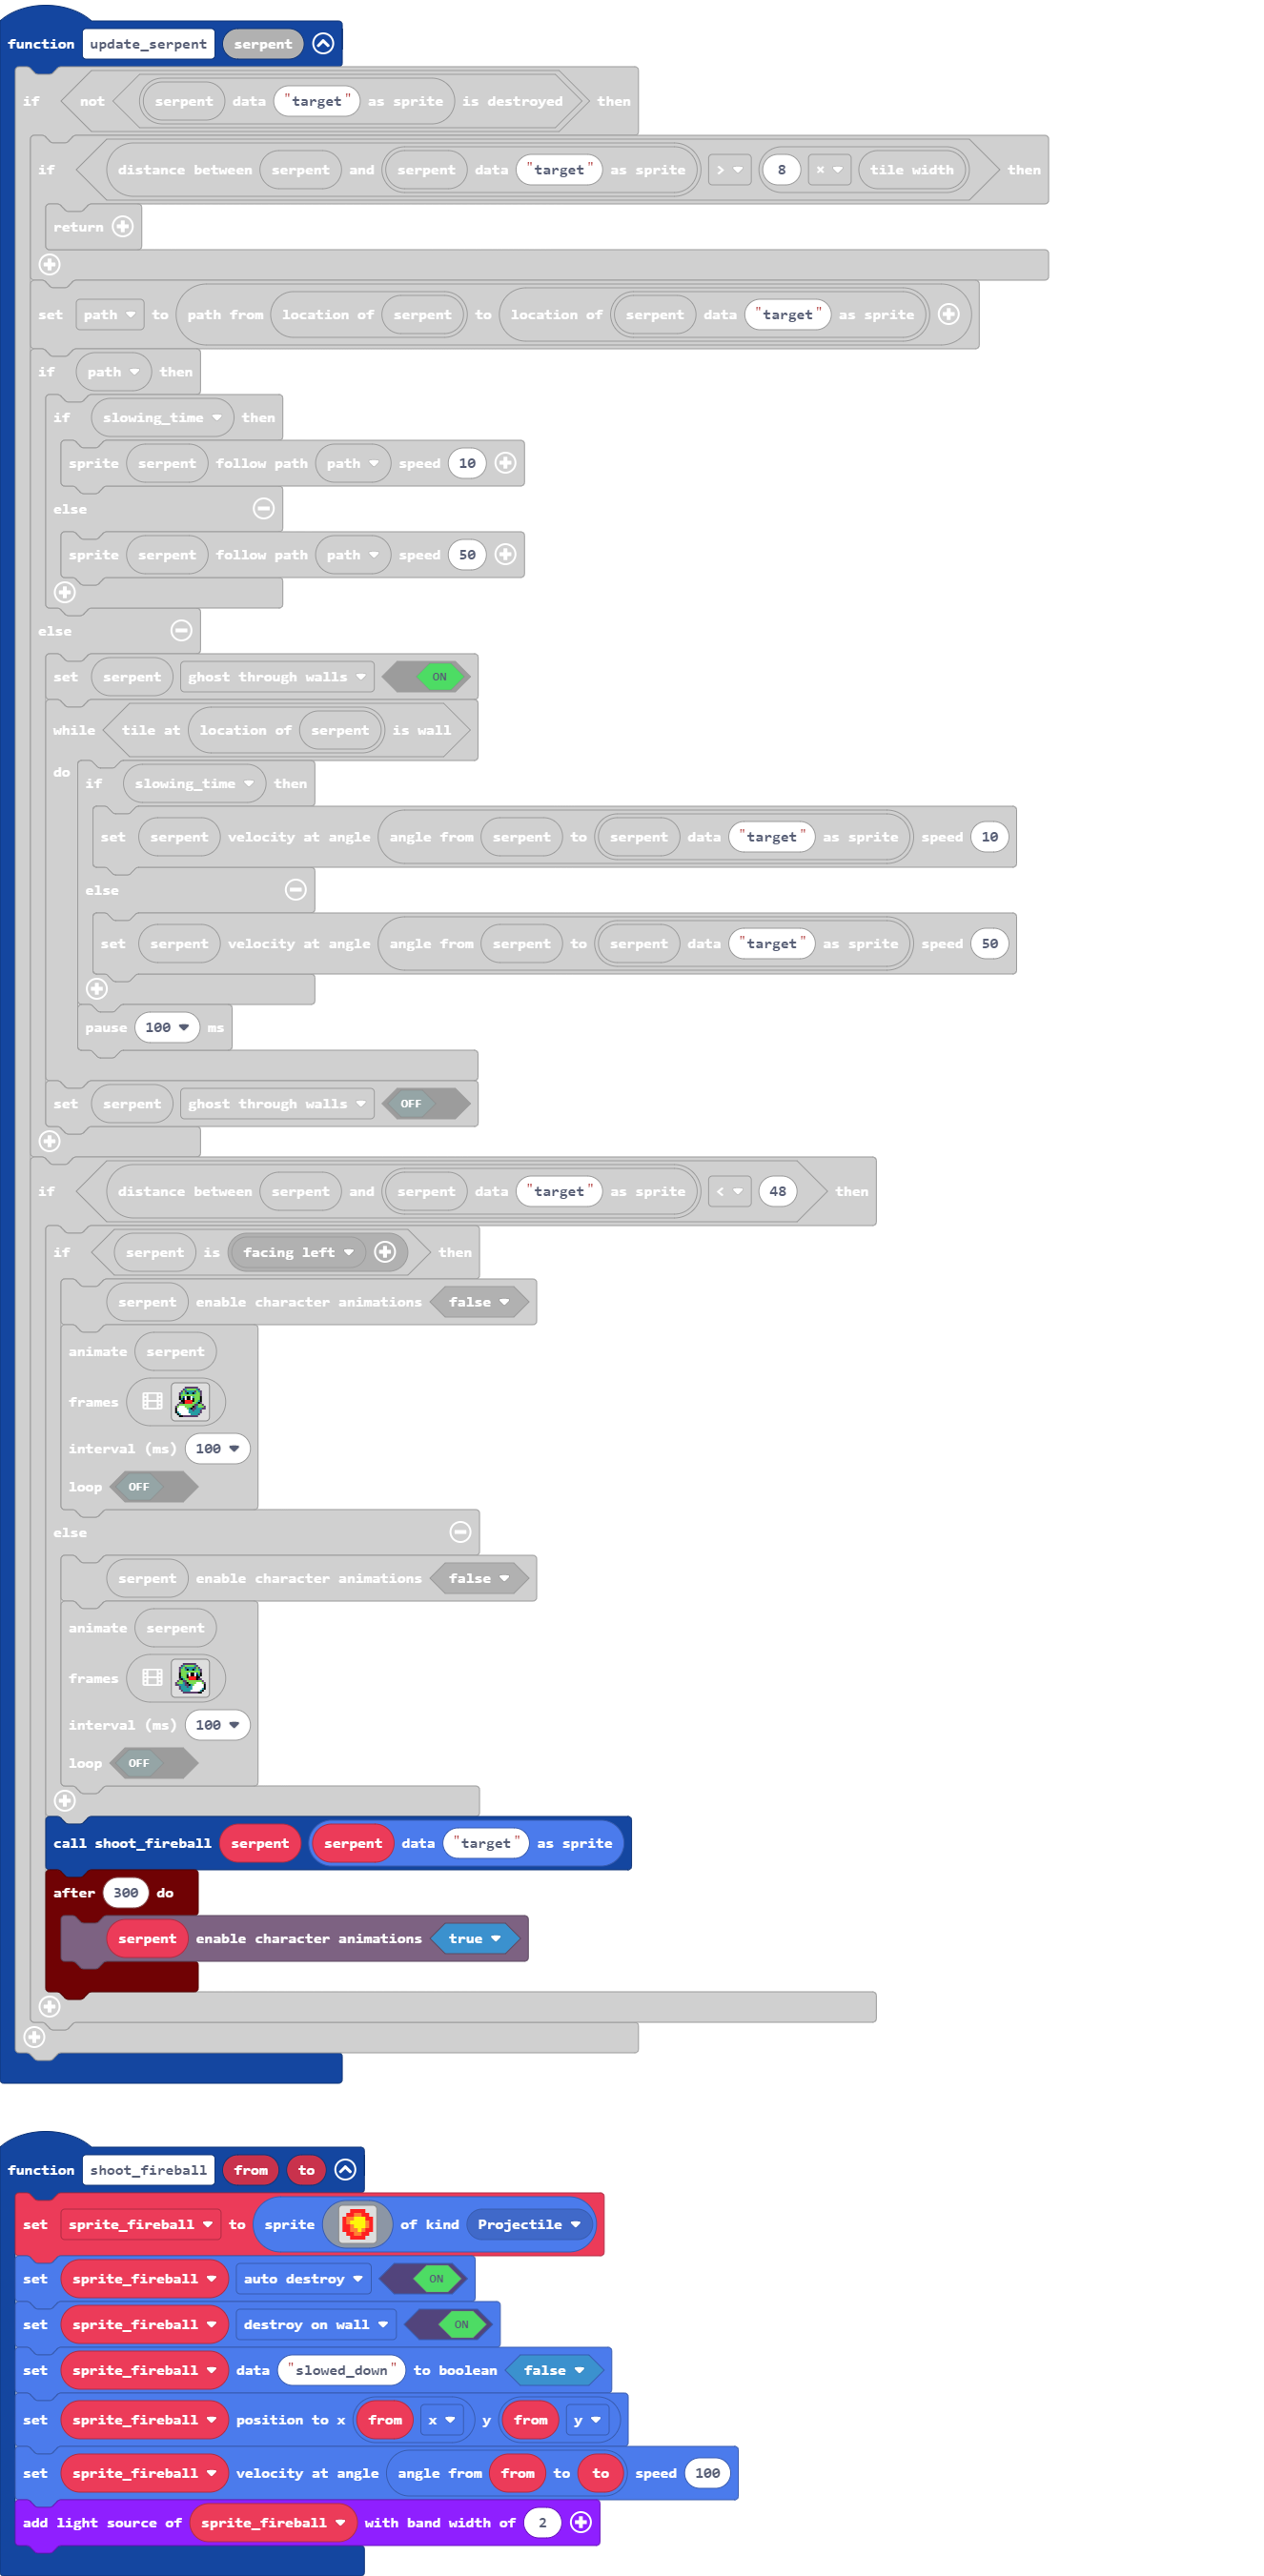 function update_serpent serpent
if not serpent data "target" as sprite is destroyed then
if distance between serpent and serpent data "target" as sprite > 8 × tile width then
return
set path to path from location of serpent to location of serpent data "target" as sprite
if path then
if slowing_time then
sprite serpent follow path path speed 10
else
sprite serpent follow path path speed 50
else
set serpent ghost through walls ON
while tile at location of serpent is wall
do if slowing_time then
set serpent velocity at angle angle from serpent to serpent data "target" as sprite speed 10
else
set serpent velocity at angle angle from serpent to serpent data "target" as sprite speed 50
pause 100 ms
set serpent ghost through walls OFF
if distance between serpent and serpent data "target" as sprite < 48 then
if serpent is facing left then
serpent enable character animations false
animate serpent
frames
interval (ms) 100
loop OFF
else
serpent enable character animations false
animate serpent
frames
interval (ms) 100
loop OFF
call shoot_fireball serpent serpent data "target" as sprite
after 300 do
serpent enable character animations true
function shoot_fireball from to
set sprite_fireball to sprite of kind Projectile
set sprite_fireball auto destroy ON
set sprite_fireball destroy on wall ON
set sprite_fireball data "slowed_down" to boolean false
set sprite_fireball position to x from x y from y
set sprite_fireball velocity at angle angle from from to to speed 100
add light source of sprite_fireball with band width of 2